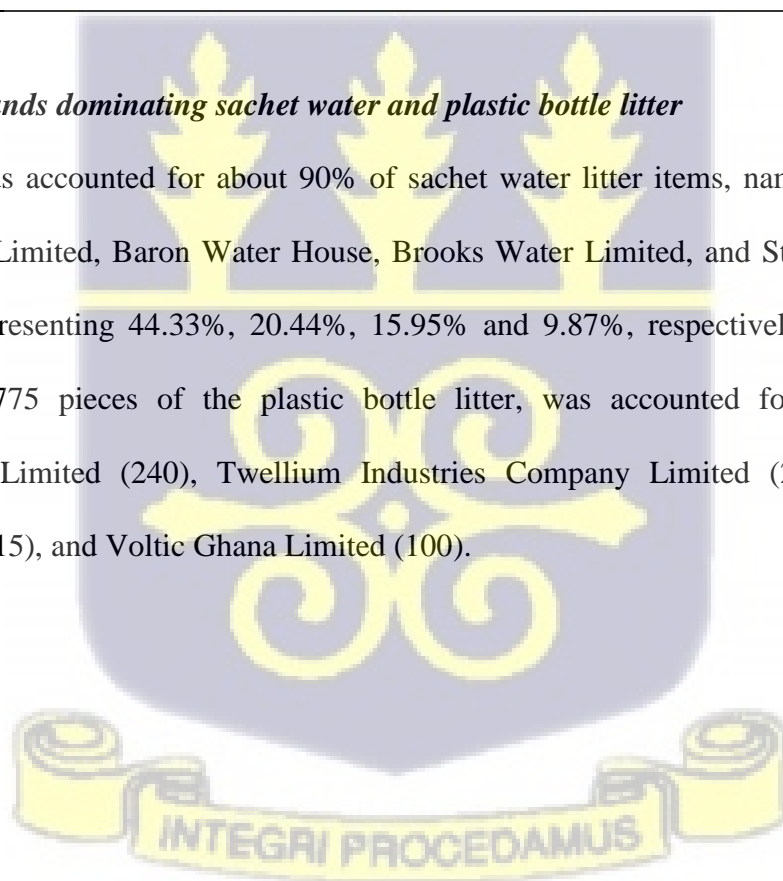 ands dominating sachet water and plastic bottle litter
s accounted for about 90% of sachet water litter items, nam
Limited, Baron Water House, Brooks Water Limited, and St
resenting 44.33%, 20.44%, 15.95% and 9.87%, respectivel
775 pieces of the plastic bottle litter, was accounted fo
Limited (240), Twellium Industries Company Limited (
15), and Voltic Ghana Limited (100).
INTEGRI PROCEDAMUS